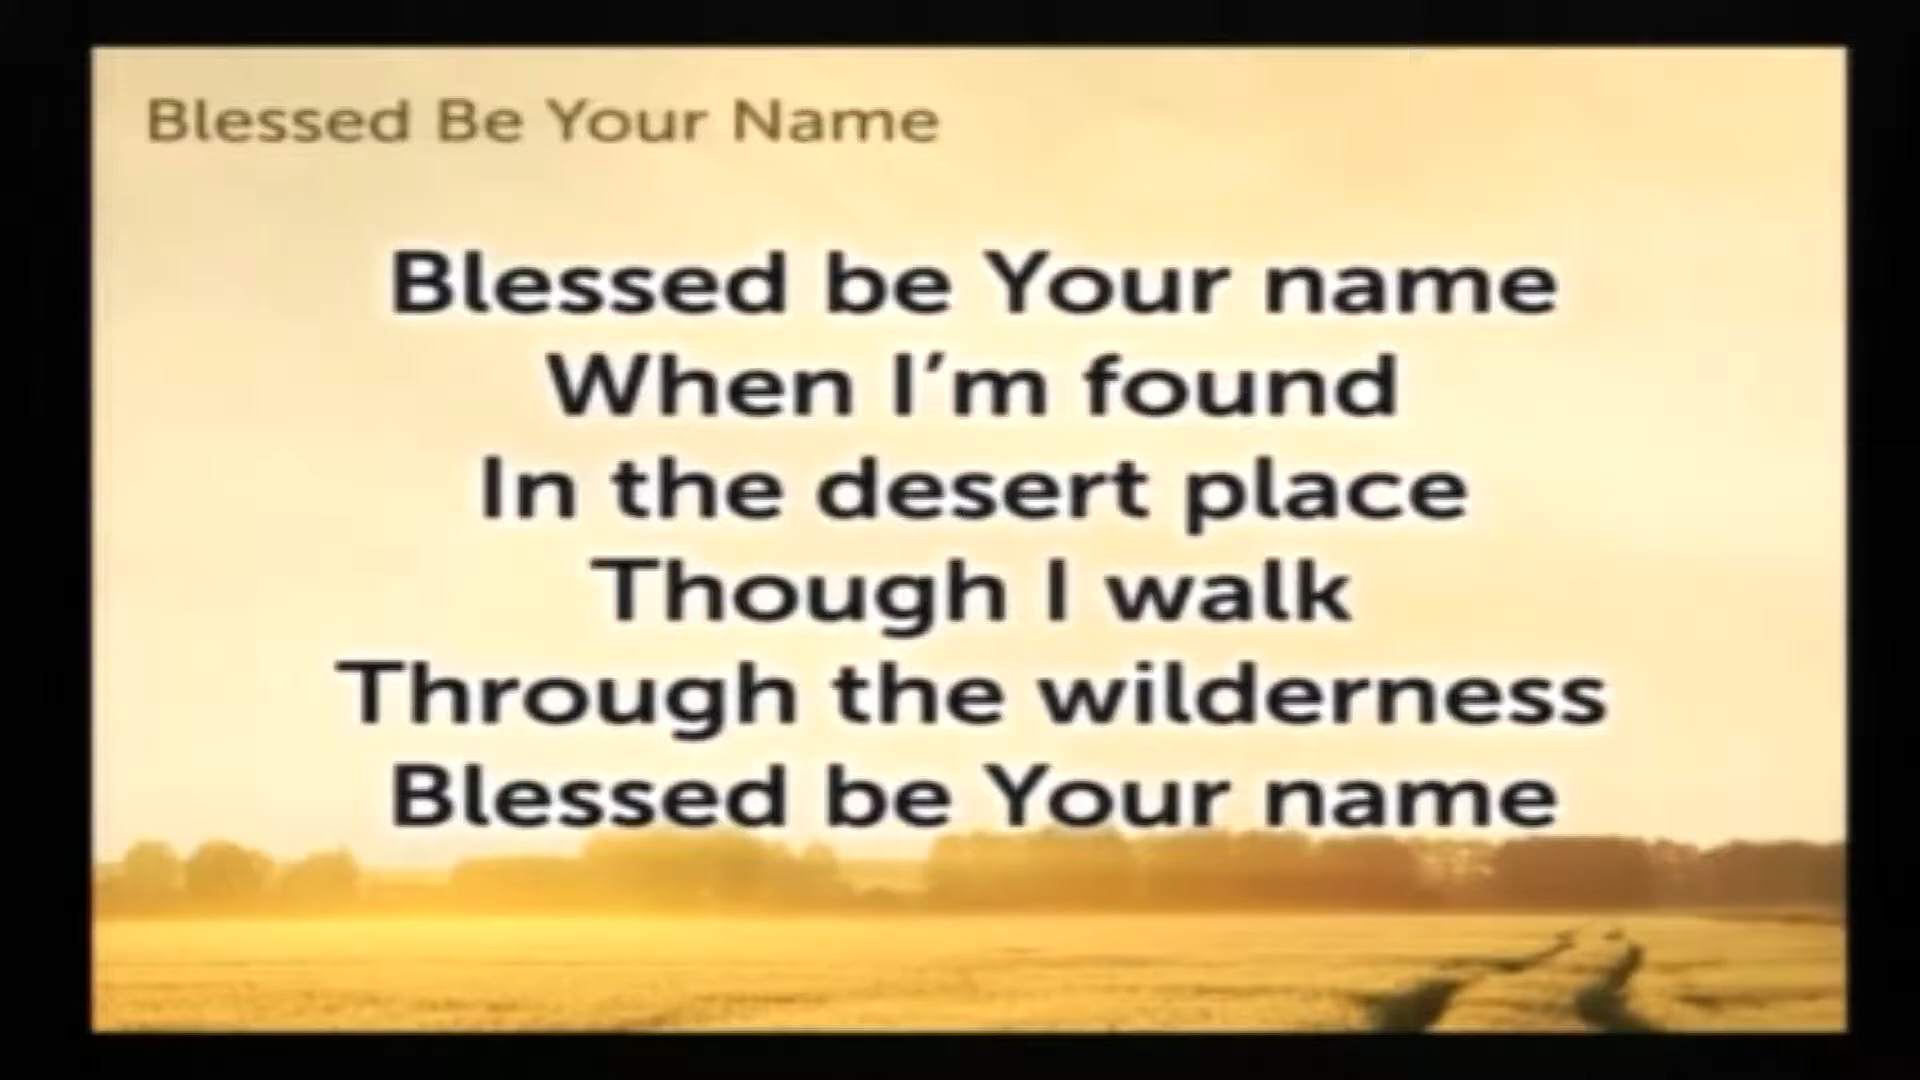 Blessed Be Your Name
Blessed be Your name
When I'm found
In the desert place
Though I walk
Through the wilderness
Blessed be Your name